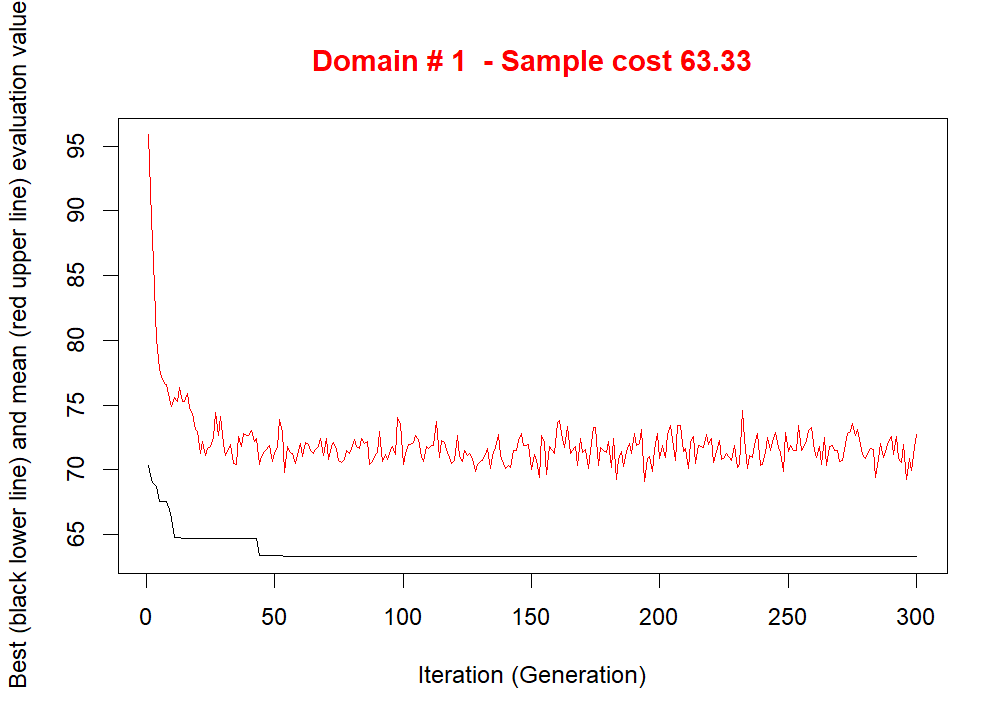 Domain # 1  - Sample cost 63.33
Best (black lower line) and mean (red upper line) evaluation value
95
90
85
80
75
70
65
0 50 100 150 200 250 300
Iteration (Generation)